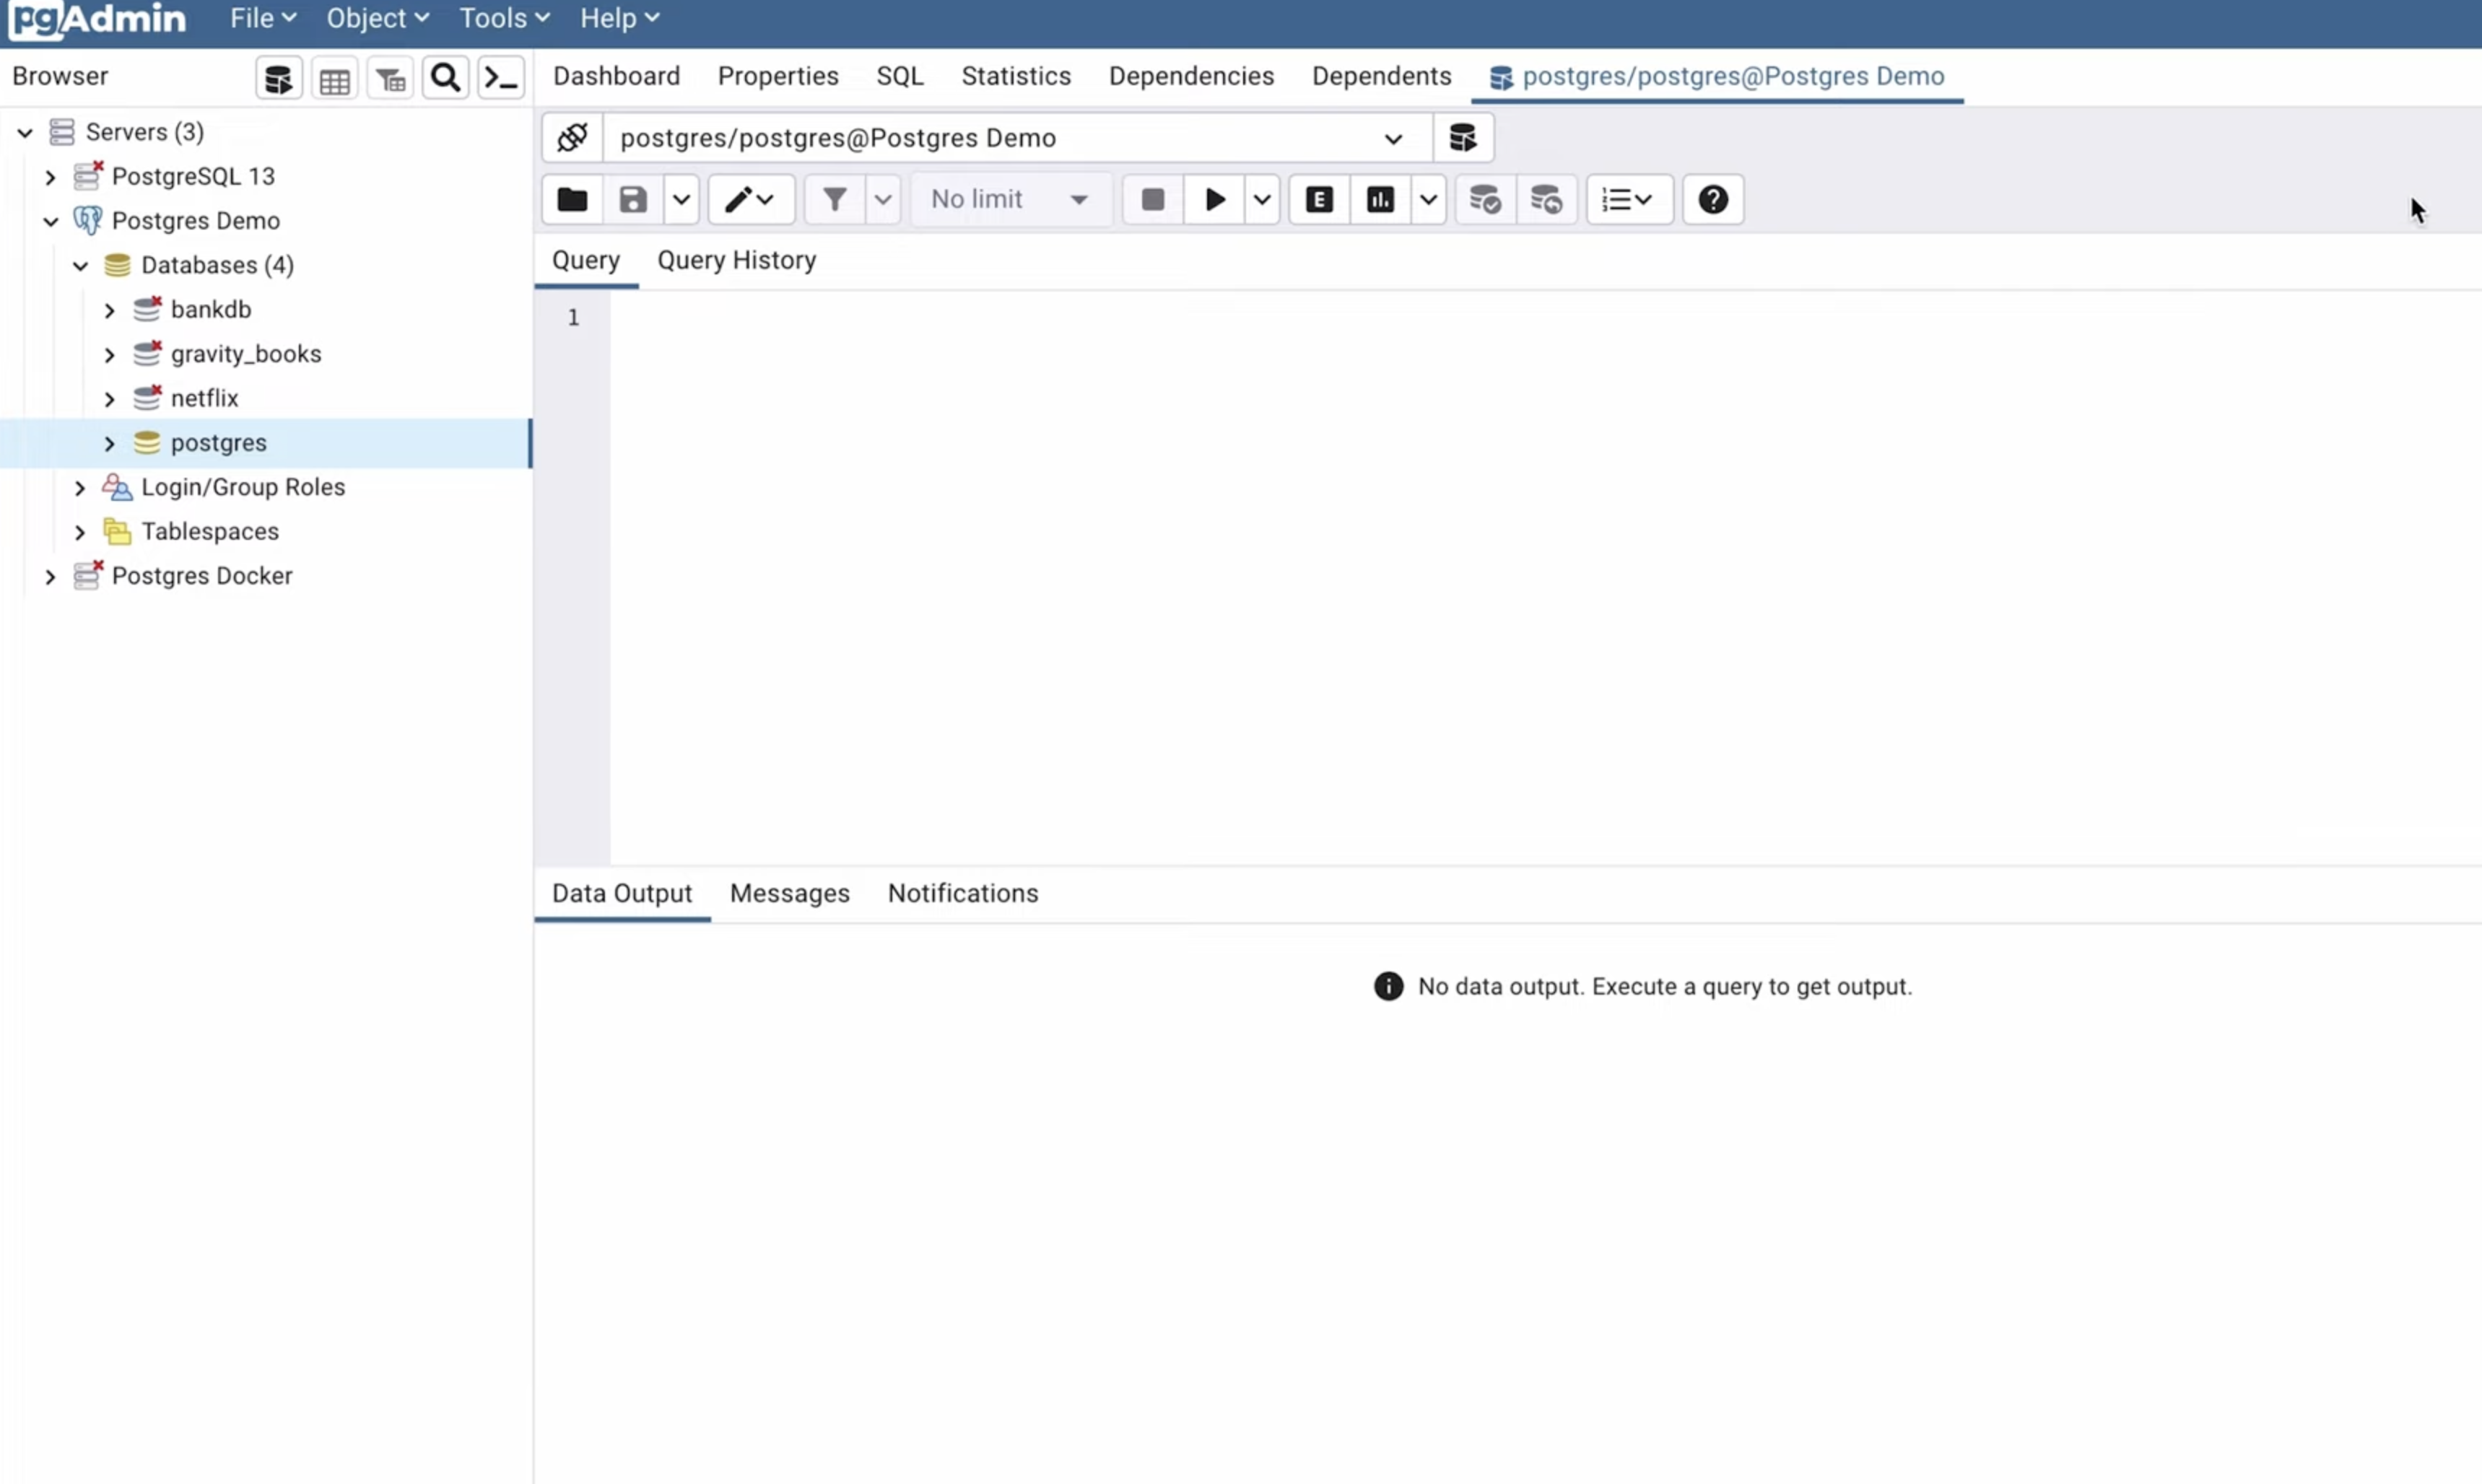 pgAdmin File Object Tools Help
Browser
Dashboard Properties SQL Statistics Dependencies Dependents postgres/postgres@Postgres Demo
Servers (3)
PostgreSQL 13
Postgres Demo
Databases (4)
bankdb
gravity_books
netflix
postgres
Login/Group Roles
Tablespaces
Postgres Docker
postgres/postgres@Postgres Demo
No limit
E
Query Query History
1
Data Output Messages Notifications
No data output. Execute a query to get output.